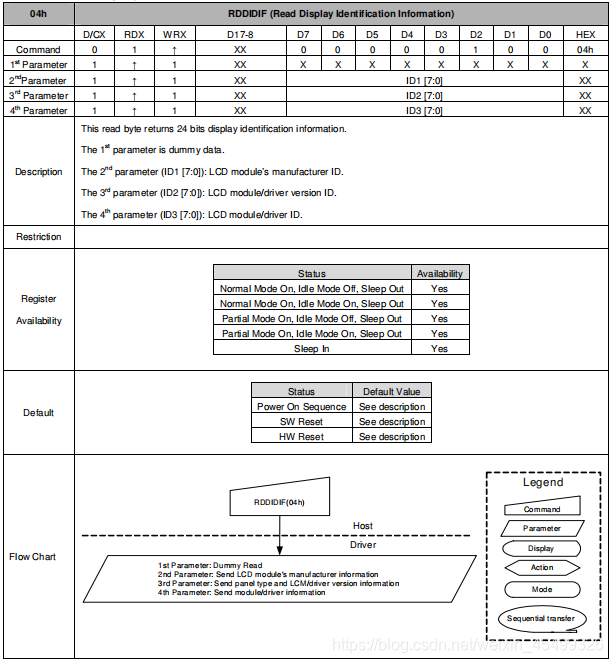 04h RDDIDIF (Read Display Identification Information)
D/CX RDX WRX D17-8 D7 D6 D5 D4 D3 D2 D1 D0 HEX
Command 0 1 ↑ XX 0 0 0 0 0 1 0 0 04h
1st Parameter 1 ↑ 1 XX X X X X X X X X X
2ndParameter 1 ↑ 1 XX ID1 [7:0] XX
3rd Parameter 1 ↑ 1 XX ID2 [7:0] XX
4th Parameter 1 ↑ 1 XX ID3 [7:0] XX
Description
This read byte returns 24 bits display identification information.
The 1st parameter is dummy data.
The 2nd parameter (ID1 [7:0]): LCD module's manufacturer ID.
The 3rd parameter (ID2 [7:0]): LCD module/driver version ID.
The 4th parameter (ID3 [7:0]): LCD module/driver ID.
Restriction
Register
Availability
Status Availability
Normal Mode On, Idle Mode Off, Sleep Out Yes
Normal Mode On, Idle Mode On, Sleep Out Yes
Partial Mode On, Idle Mode Off, Sleep Out Yes
Partial Mode On, Idle Mode On, Sleep Out Yes
Sleep In Yes
Default
Status Default Value
Power On Sequence See description
SW Reset See description
HW Reset See description
Flow Chart
RDDIDIF(04h)
Host
Driver
1st Parameter: Dummy Read
2nd Parameter: Send LCD module's manufacturer information
3rd Parameter: Send panel type and LCM/driver version information
4th Parameter: Send module/driver information
Legend
Command
Parameter
Display
Action
Mode
Sequential transfer
https://blog.csdn.net/weixin_45499326